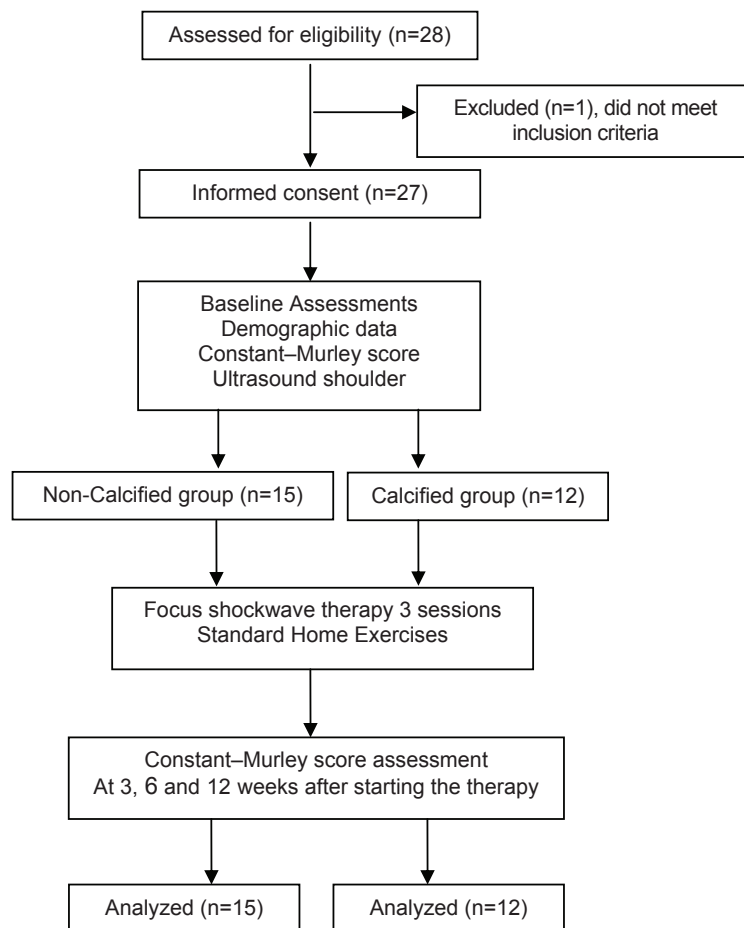 Assessed for eligibility (n=28)
Excluded (n=1), did not meet
inclusion criteria
Informed consent (n=27)
Baseline Assessments
Demographic data
Constant–Murley score
Ultrasound shoulder
Non-Calcified group (n=15)
Calcified group (n=12)
Focus shockwave therapy 3 sessions
Standard Home Exercises
Constant–Murley score assessment
At 3, 6 and 12 weeks after starting the therapy
Analyzed (n=15)
Analyzed (n=12)